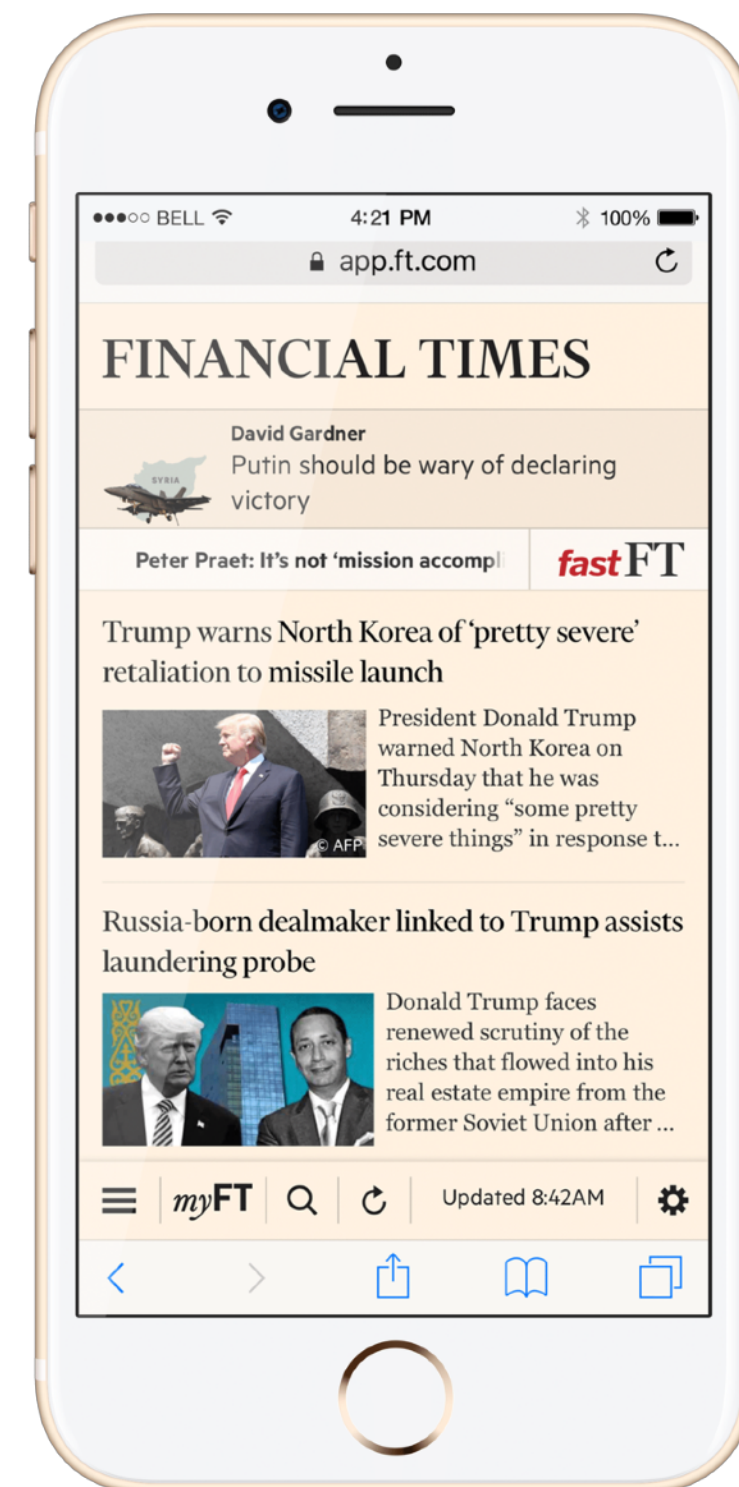 BELL 4:21 PM 100%
app.ft.com
FINANCIAL TIMES
SYRIA
David Gardner
Putin should be wary of declaring
victory
Peter Praet: It's not ‘mission accompl
fastFT
Trump warns North Korea of ‘pretty severe’
retaliation to missile launch
President Donald Trump
warned North Korea on
Thursday that he was
considering “some pretty
severe things” in response t...
© AFP
Russia-born dealmaker linked to Trump assists
laundering probe
Donald Trump faces
renewed scrutiny of the
riches that flowed into his
real estate empire from the
former Soviet Union after ...
myFT Updated 8:42AM